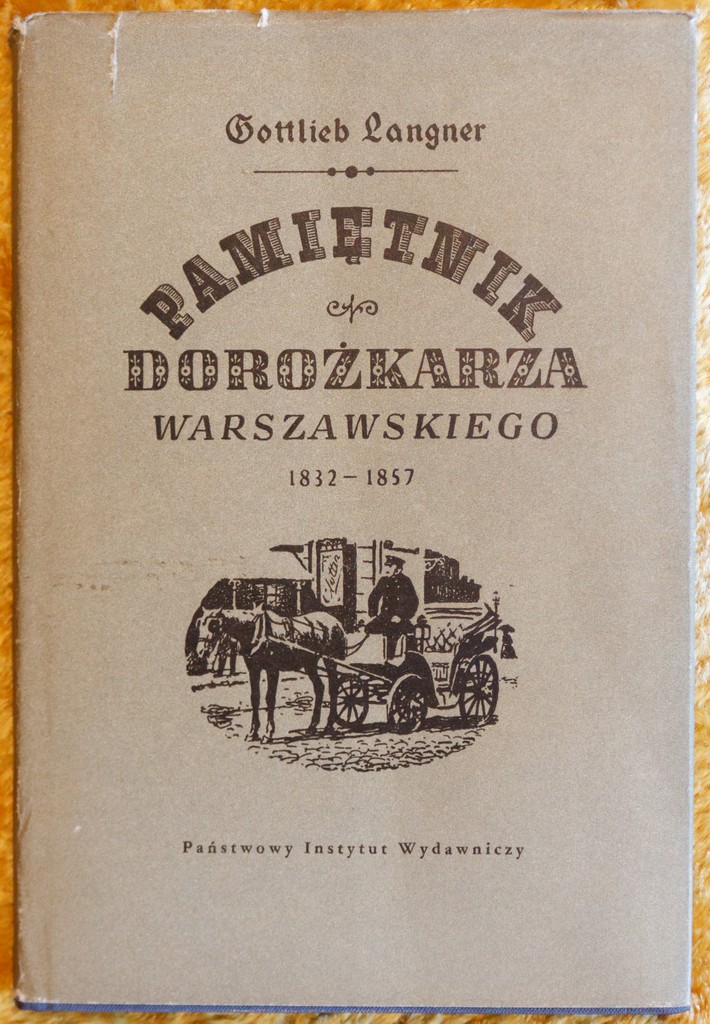 Gottlieb Langner
PAMIĘTNIK
DOROŻKARZA
WARSZAWSKIEGO
1832 – 1857
Państwowy Instytut Wydawniczy